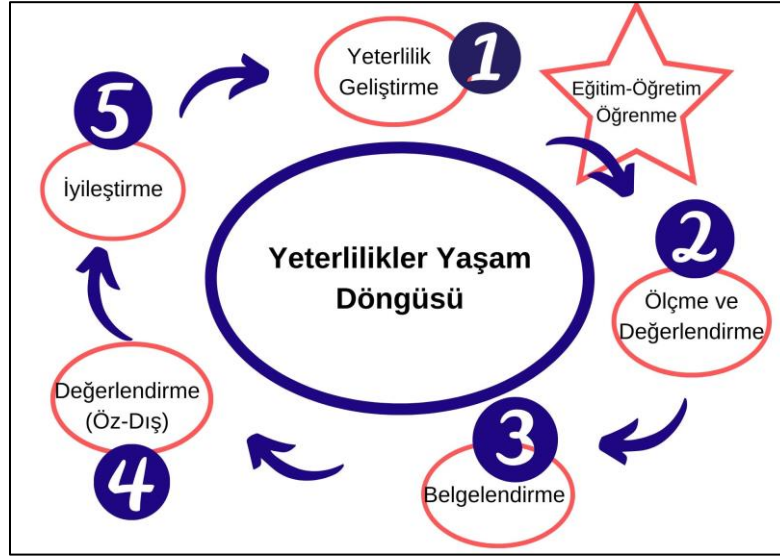 Yeterlilik
Geliştirme
1
Eğitim-Öğretim
Öğrenme
5
İyileştirme
2
Ölçme ve
Değerlendirme
Yeterlilikler Yaşam
Döngüsü
Değerlendirme
(Öz-Dış)
4
3
Belgelendirme